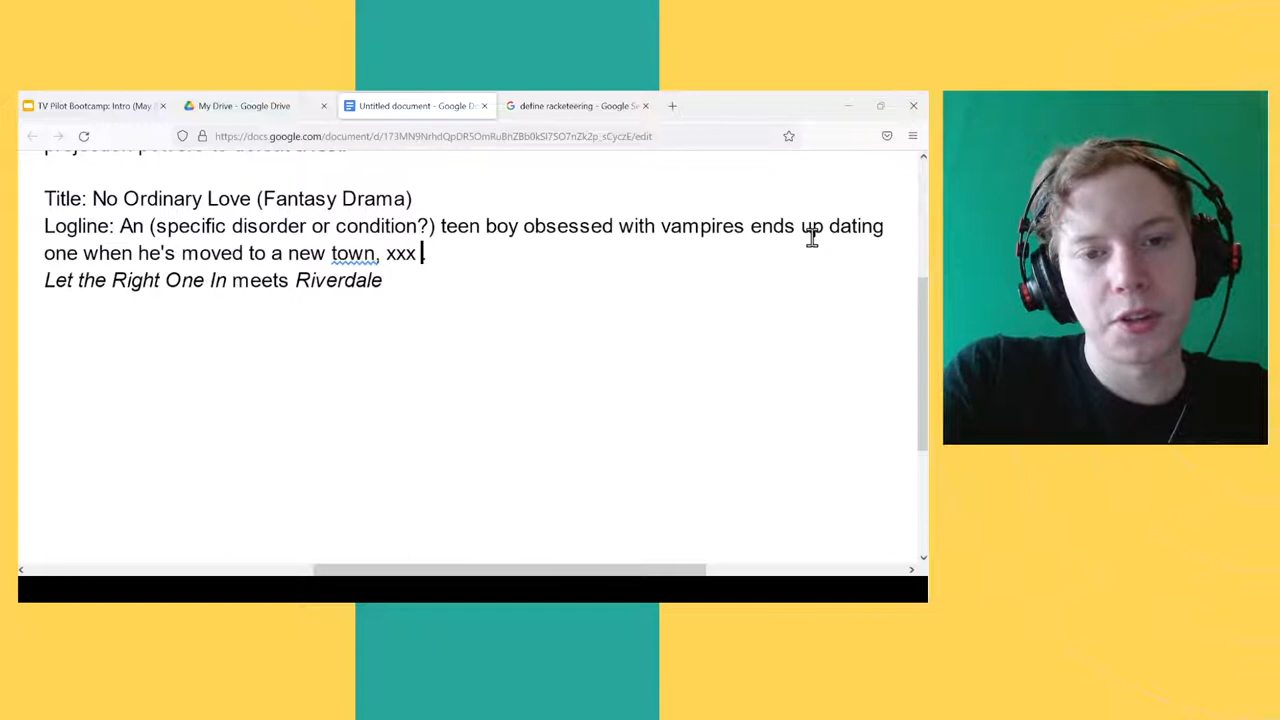 TV Pilot Bootcamp: Intro (May
My Drive - Google Drive
Untitled document - Google D
define racketeering - Google Se
https://docs.google.com/document/d/173MN9NrhdQpDR5OmRuBhZBb0kSl7SO7nZk2p_sCyczE/edit
Title: No Ordinary Love (Fantasy Drama)
Logline: An (specific disorder or condition?) teen boy obsessed with vampires ends up dating
one when he's moved to a new town, xxx .
Let the Right One In meets Riverdale